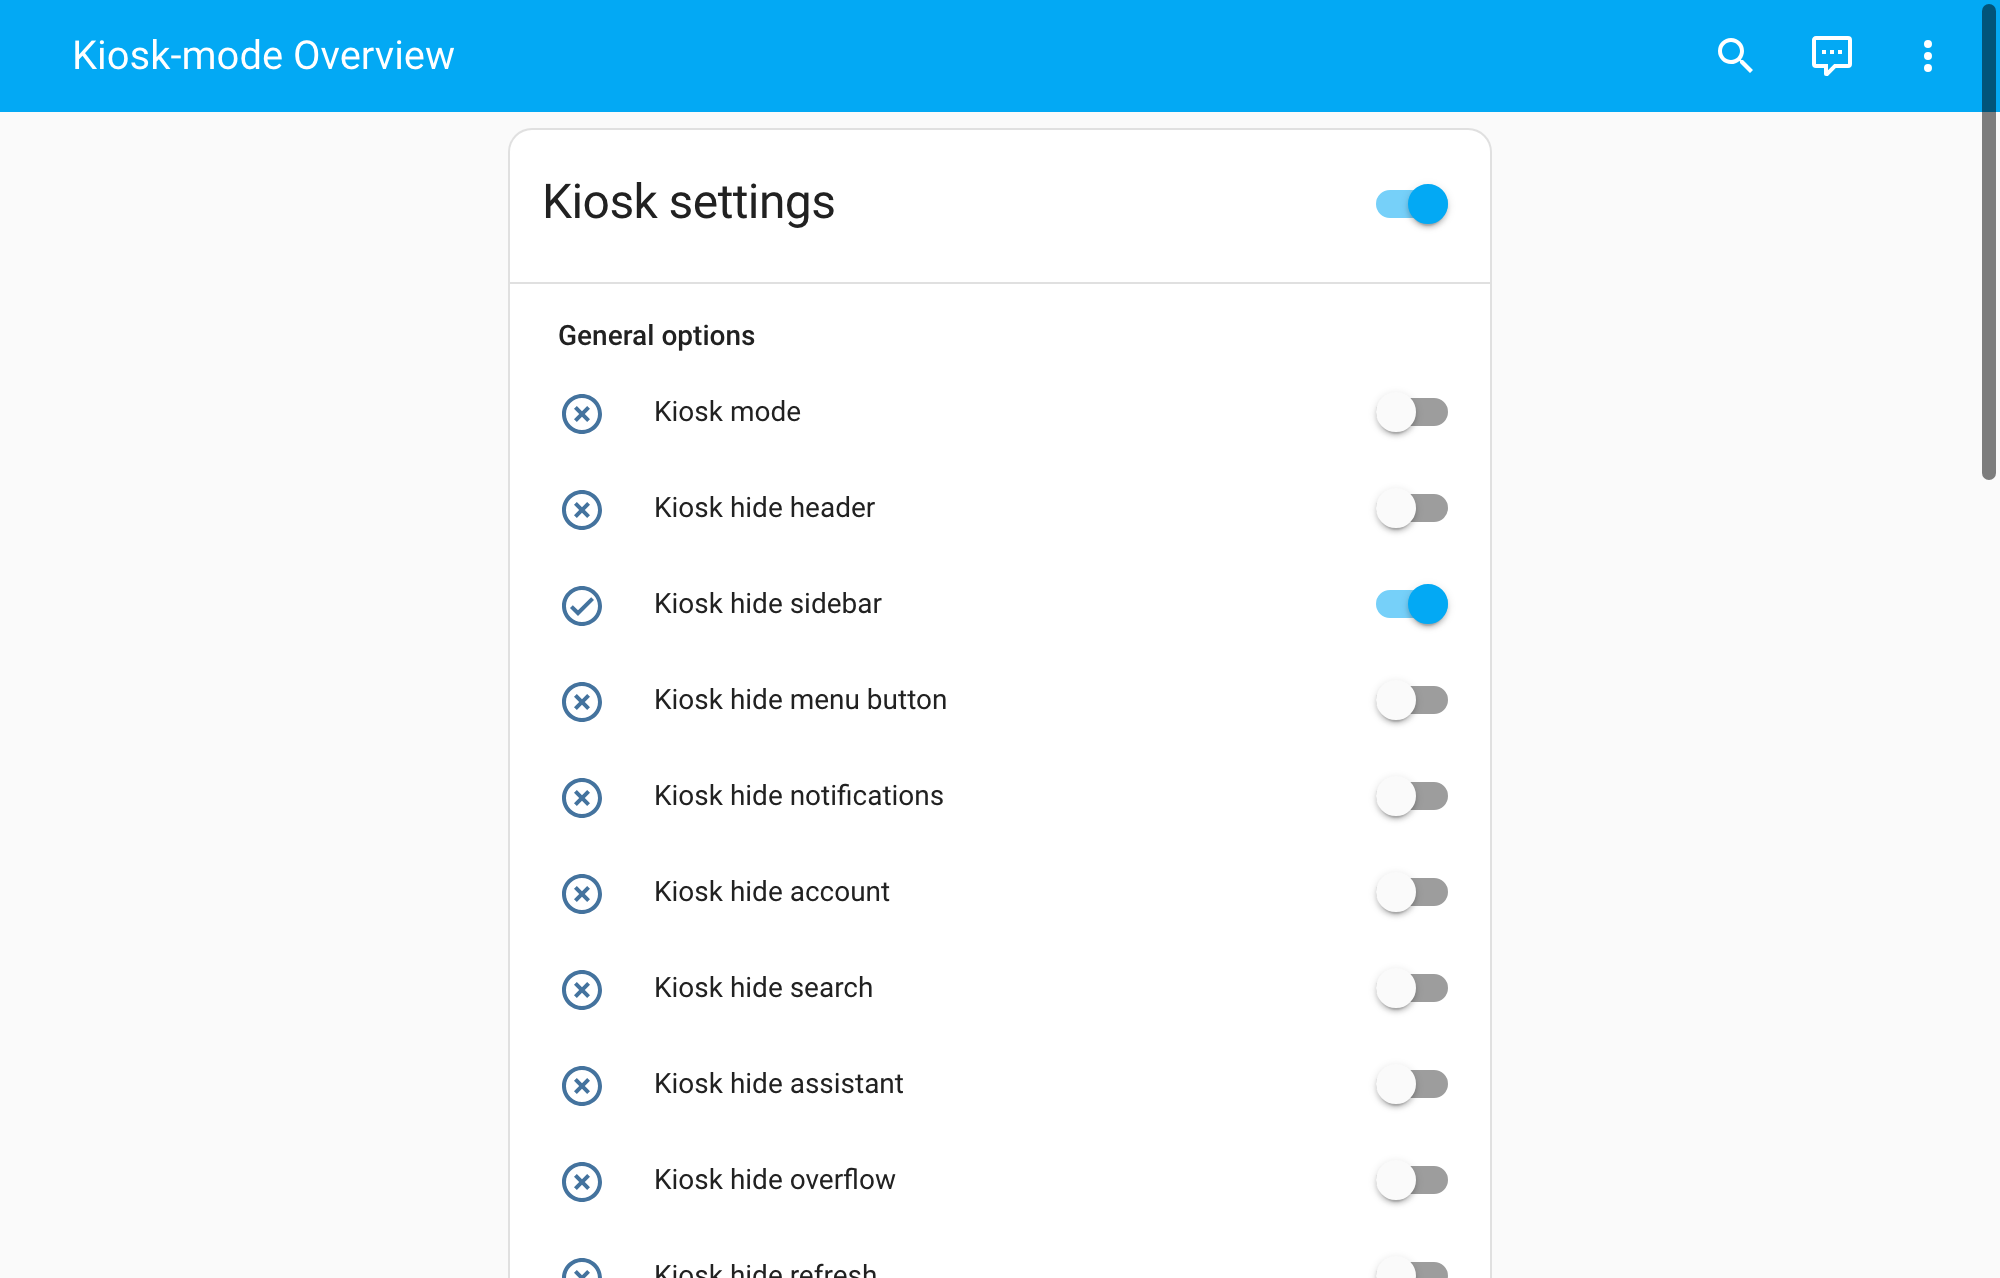 Kiosk-mode Overview
Kiosk settings
General options
Kiosk mode
Kiosk hide header
Kiosk hide sidebar
Kiosk hide menu button
Kiosk hide notifications
Kiosk hide account
Kiosk hide search
Kiosk hide assistant
Kiosk hide overflow
Kiosk hide refresh